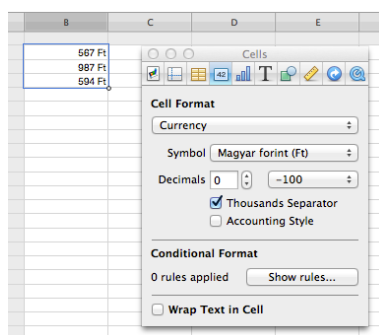 B C D E
567 Ft
987 Ft
594 Ft
Cells
42
T
Cell Format
Currency
Symbol Magyar forint (Ft)
Decimals 0 -100
Thousands Separator
Accounting Style
Conditional Format
0 rules applied Show rules...
Wrap Text in Cell